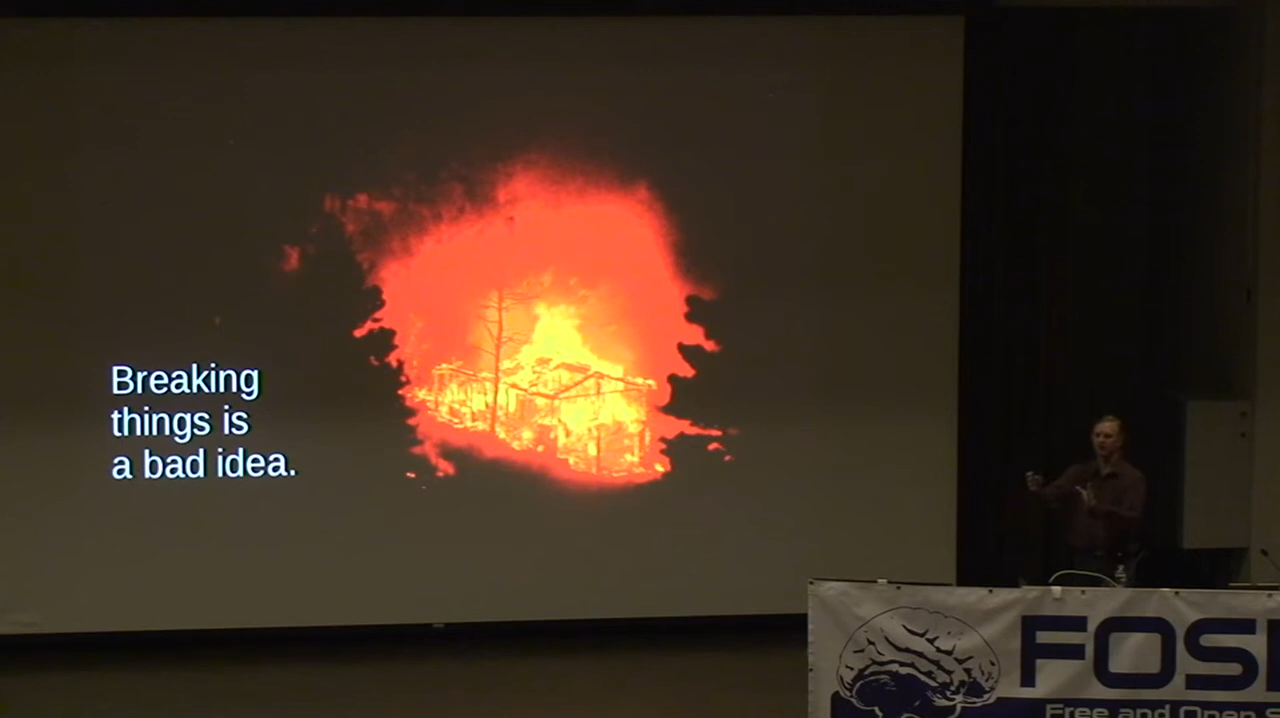 Breaking
things is
a bad idea.
FOS
Free and Open